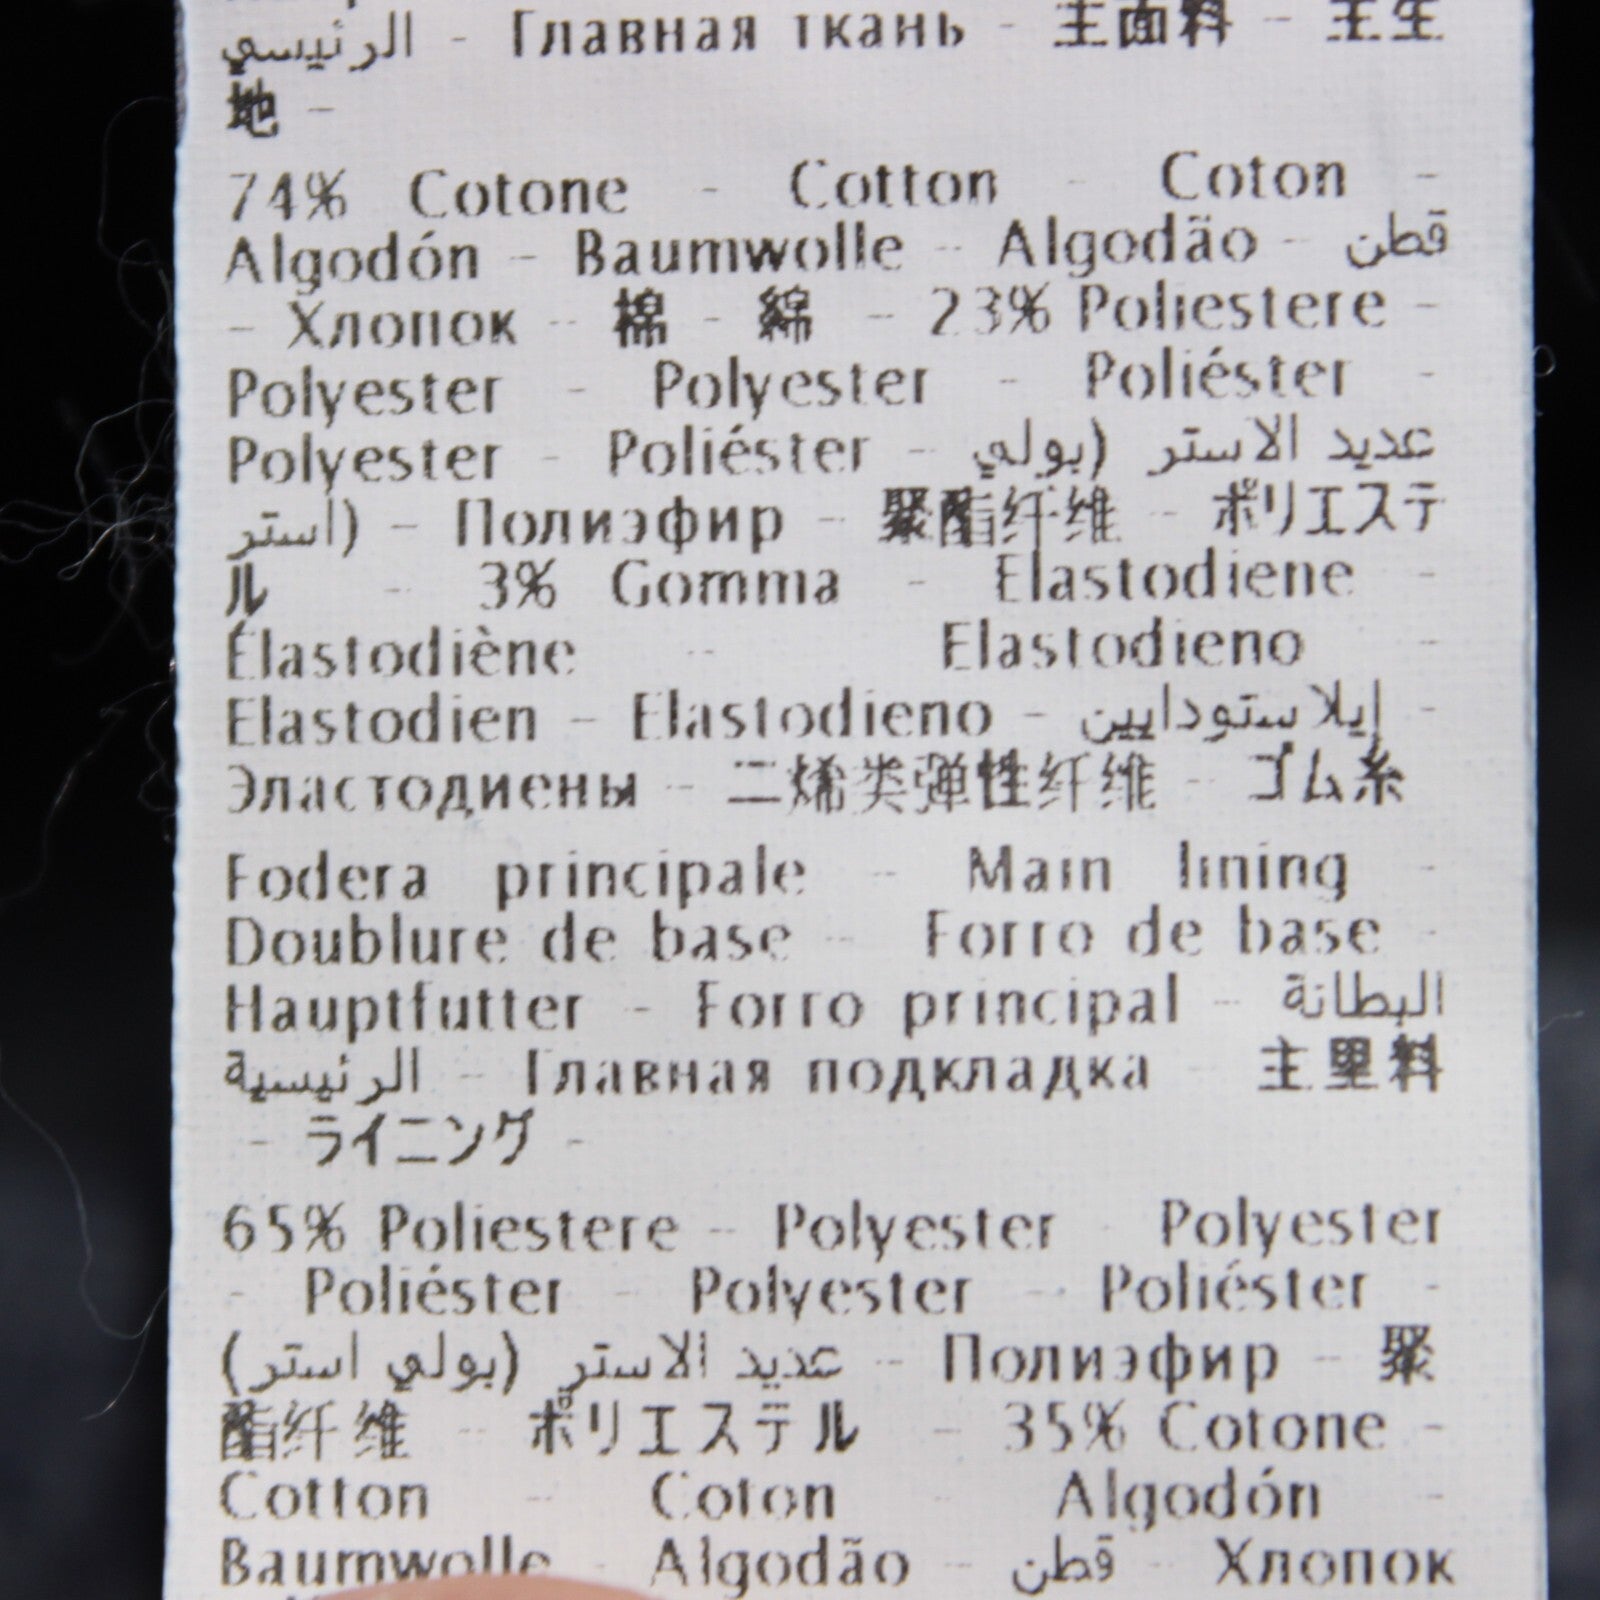 الرئيسي - Главная ткань - 主面料 - 主生
地 -
74% Cotone - Cotton - Coton -
Algodón - Baumwolle - Algodão - قطن
- Хлопок - 棉 - 綿 - 23% Poliestere -
Polyester - Polyester - Poliéster -
Polyester - Poliéster - عديد الاستر (بولي
استر) - Полиэфир - 聚酯纤维 - ポリエステ
ル - 3% Gomma - Elastodiene -
Élastodiène - Elastodieno -
Elastodien - Elastodieno - إيلاستودايين -
Эластодиены - 二烯类弹性纤维 - ゴム糸
Fodera principale - Main lining -
Doublure de base - Forro de base -
Hauptfutter - Forro principal - البطانة
الرئيسية - Главная подкладка - 主里料
- ライニング -
65% Poliestere - Polyester - Polyester
- Poliéster - Polyester - Poliéster -
عديد الاستر (بولي استر) - Полиэфир - 聚
酯纤维 - ポリエステル - 35% Cotone -
Cotton - Coton - Algodón -
Baumwolle - Algodão - قطن - Хлопок